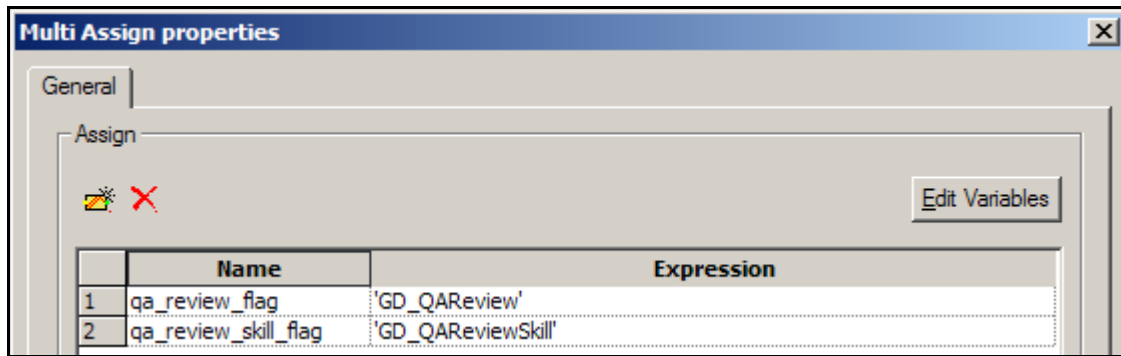 Multi Assign properties
General
Assign
Edit Variables
Name Expression
1 qa_review_flag 'GD_QAReview'
2 qa_review_skill_flag 'GD_QAReviewSkill'